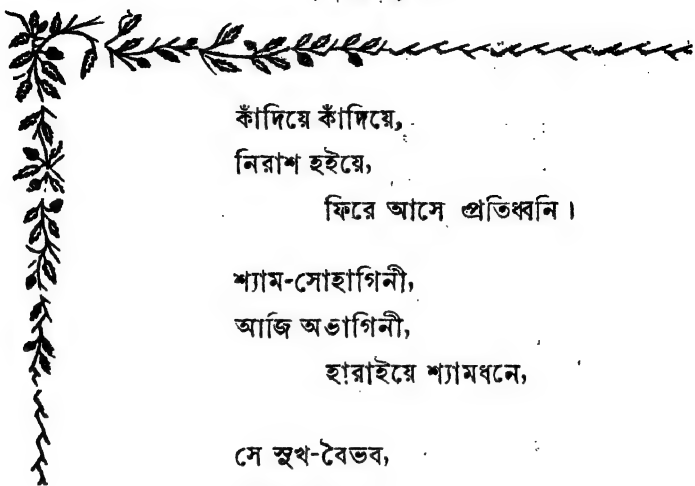 কাঁদিয়ে কাঁদিয়ে,
নিরাশ হইয়ে,
ফিরে আসে প্রতিধ্বনি।
শ্যাম-সোহাগিনী,
আজি অভাগিনী,
হারাইয়ে শ্যামধনে,
সে সুখ-বৈভব,